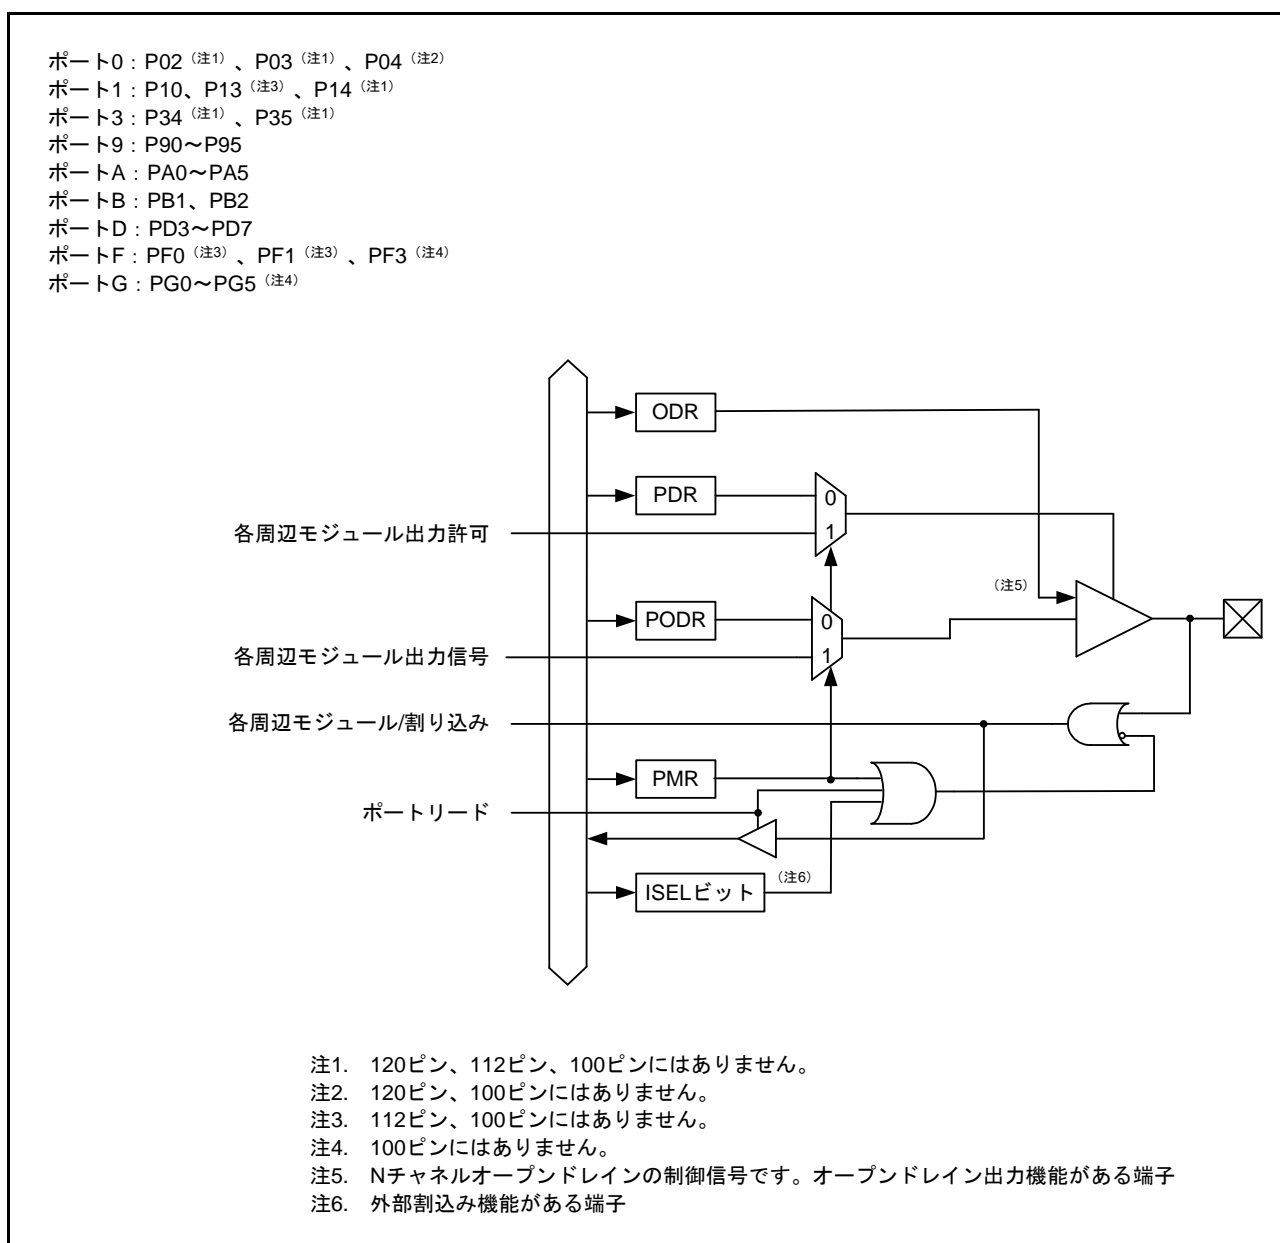 ポート0：P02（注1）、P03（注1）、P04（注2）
ポート1：P10、P13（注3）、P14（注1）
ポート3：P34（注1）、P35（注1）
ポート9：P90～P95
ポートA：PA0～PA5
ポートB：PB1、PB2
ポートD：PD3～PD7
ポートF：PF0（注3）、PF1（注3）、PF3（注4）
ポートG：PG0～PG5（注4）
ODR
PDR
0
各周辺モジュール出力許可
1
（注5）
PODR
0
各周辺モジュール出力信号
1
各周辺モジュール/割り込み
PMR
ポートリード
ISELビット
（注6）
注1. 120ピン、112ピン、100ピンにはありません。
注2. 120ピン、100ピンにはありません。
注3. 112ピン、100ピンにはありません。
注4. 100ピンにはありません。
注5. Nチャネルオープンドレインの制御信号です。オープンドレイン出力機能がある端子
注6. 外部割込み機能がある端子